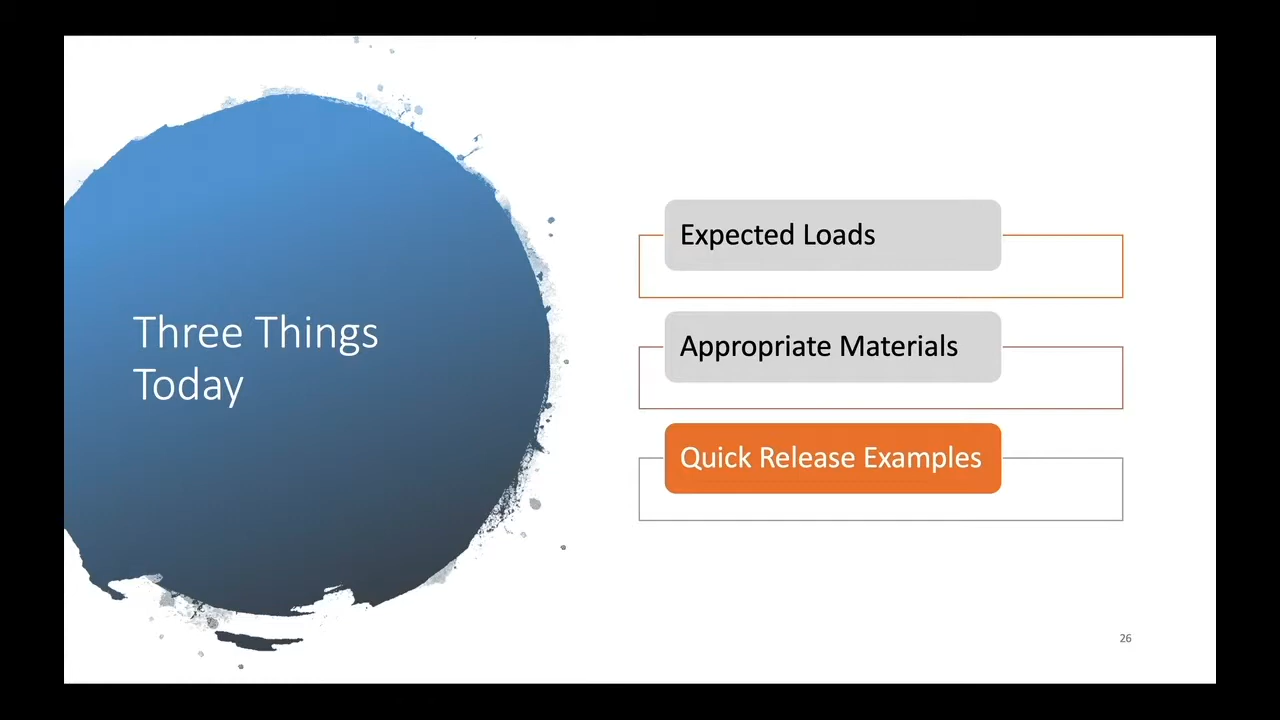 Three Things
Today
Expected Loads
Appropriate Materials
Quick Release Examples
26